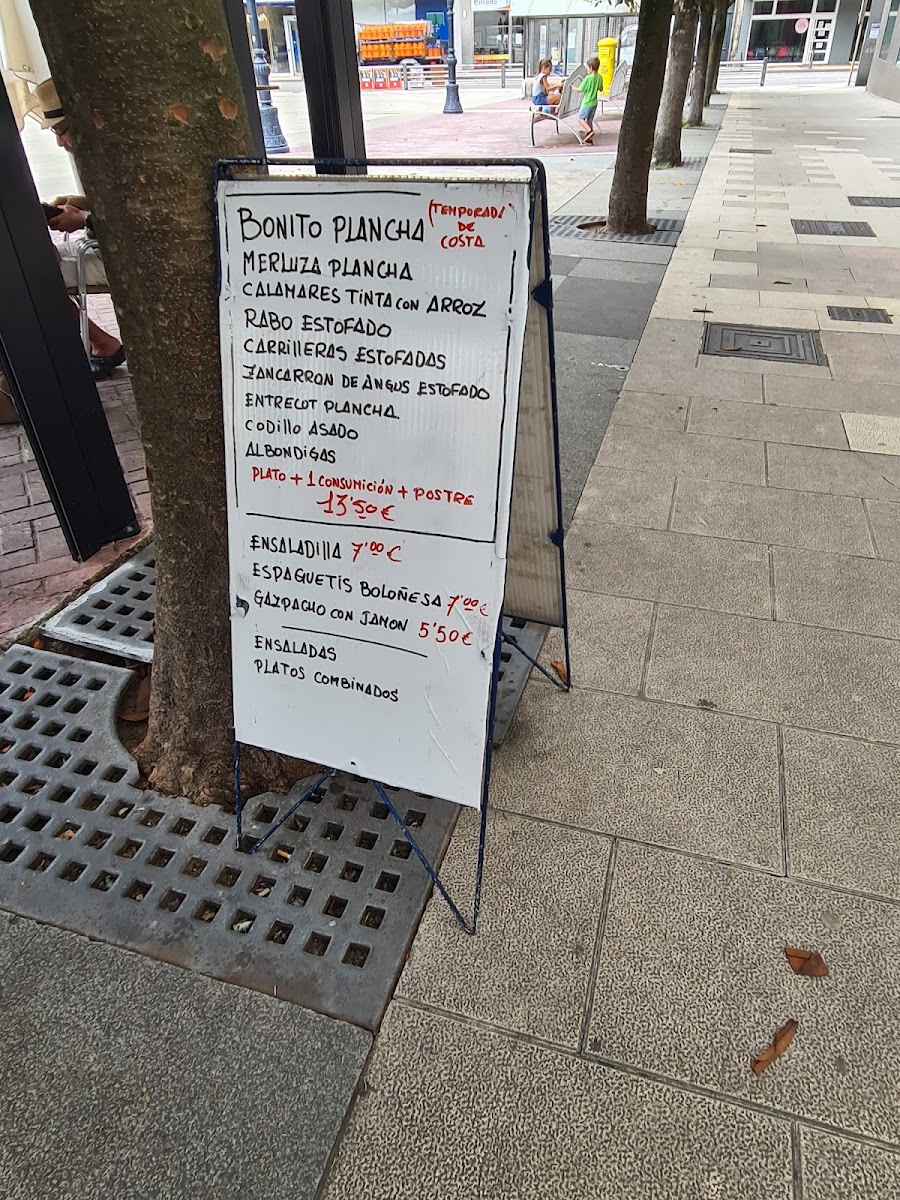 BONITO PLANCHA (TEMPORADA
DE
COSTA
MERLUZA PLANCHA
CALAMARES TINTA CON ARROZ
RABO ESTOFADO
CARRILLERAS ESTOFADAS
ZANCARRON DE ANGUS ESTOFADO
ENTRECOT PLANCHA
CODILLO ASADO
ALBONDIGAS
PLATO + 1 CONSUMICIÓN + POSTRE
13'50 €
ENSALADILLA 7'00 €
ESPAGUETIS BOLOÑESA 7'00 €
GAZPACHO CON JAMON 5'50 €
ENSALADAS
PLATOS COMBINADOS